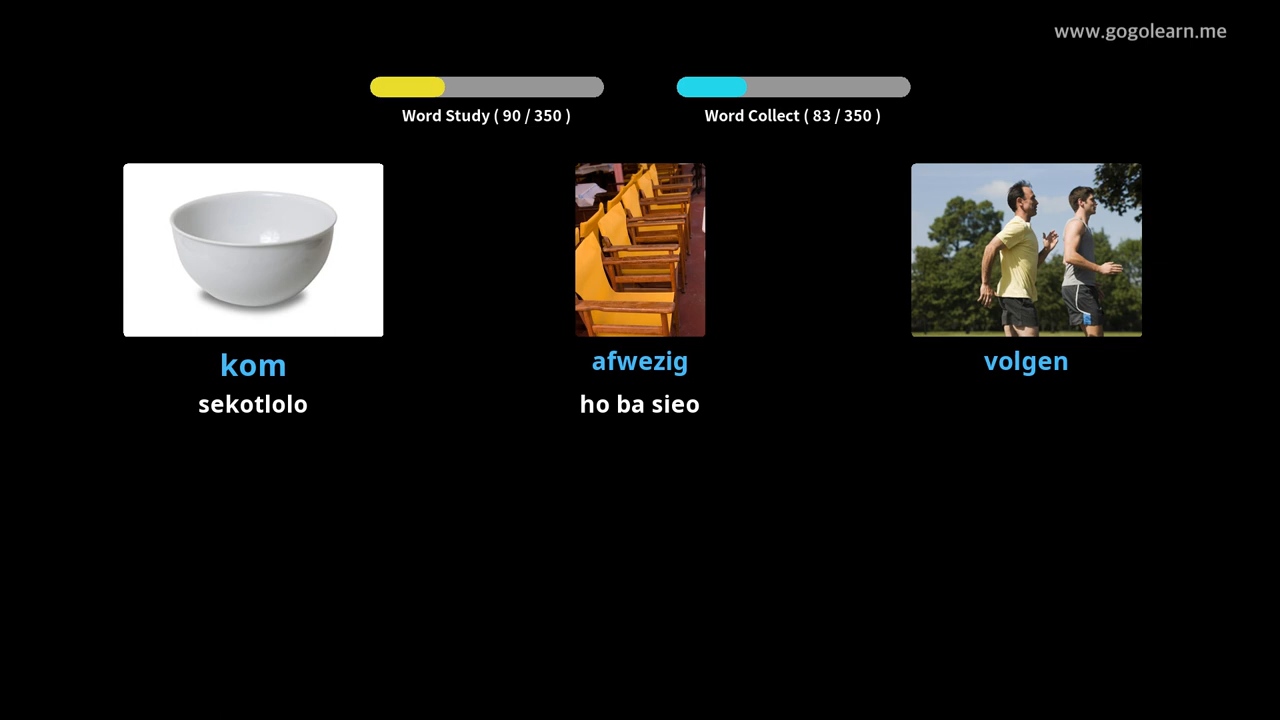 www.gogolearn.me
Word Study ( 90 / 350 )
Word Collect ( 83 / 350 )
kom
afwezig
volgen
sekotlolo
ho ba sieo